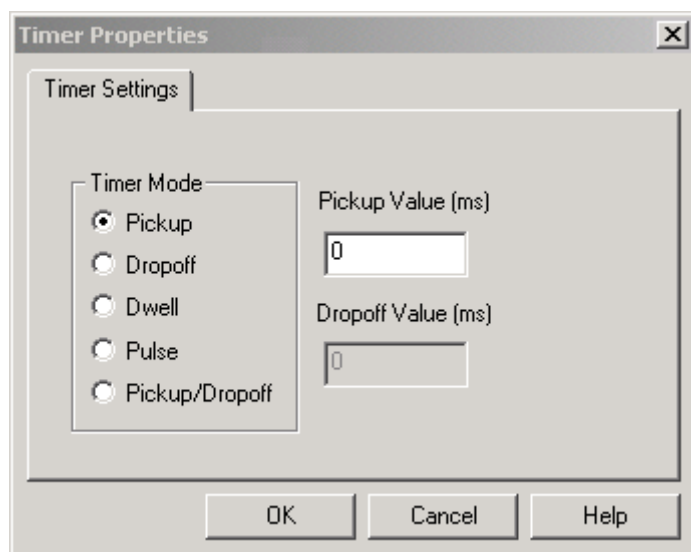 Timer Properties
Timer Settings
Timer Mode
Pickup
Dropoff
Dwell
Pulse
Pickup/Dropoff
Pickup Value (ms)
0
Dropoff Value (ms)
0
OK
Cancel
Help